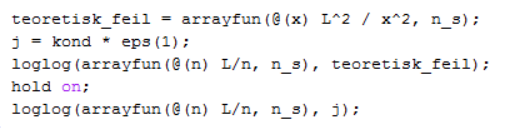 teoretisk_feil = arrayfun(@(x) L^2 / x^2, n_s);
j = kond * eps(1);
loglog(arrayfun(@(n) L/n, n_s), teoretisk_feil);
hold on;
loglog(arrayfun(@(n) L/n, n_s), j);